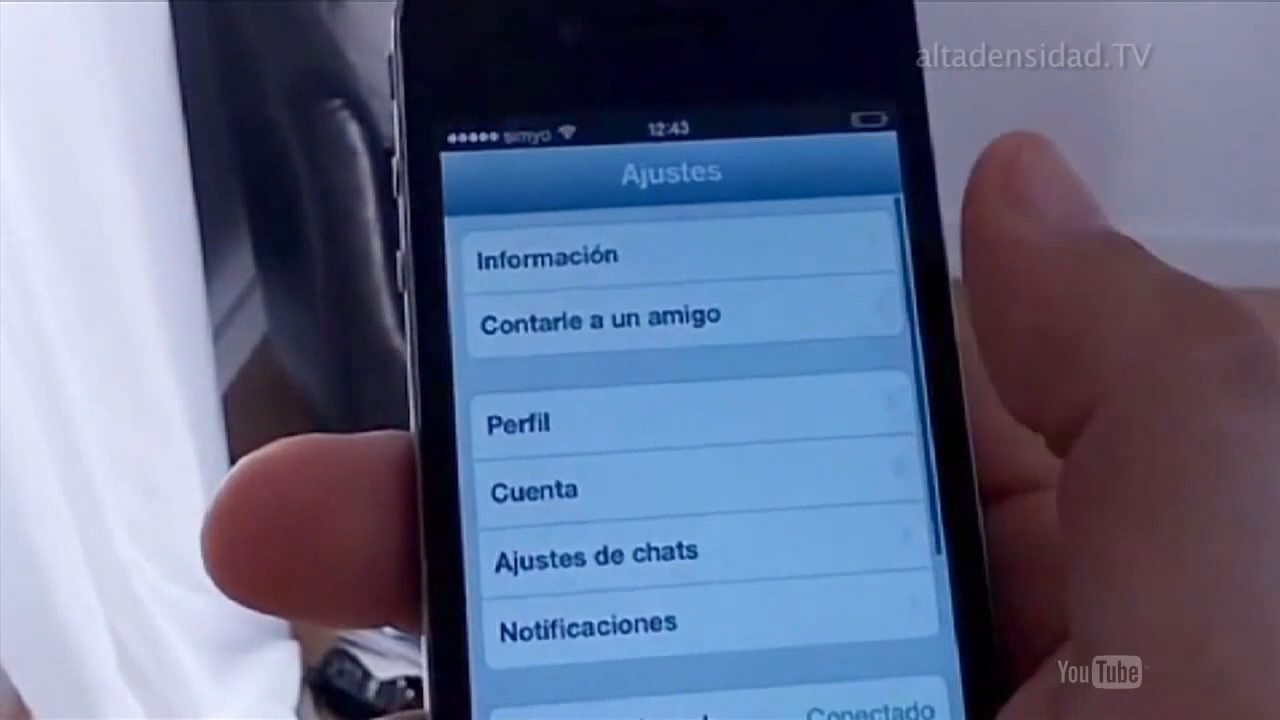 altadensidad.TV
simyo 12:43
Ajustes
Información
Contarle a un amigo
Perfil
Cuenta
Ajustes de chats
Notificaciones
Conectado
YouTube